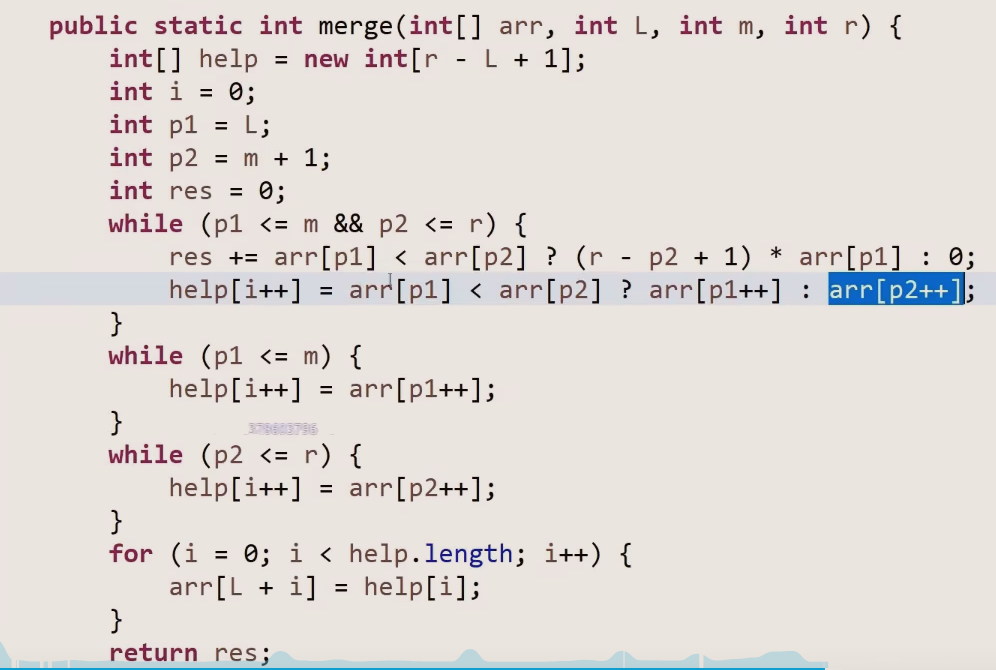 public static int merge(int[] arr, int L, int m, int r) {
int[] help = new int[r - L + 1];
int i = 0;
int p1 = L;
int p2 = m + 1;
int res = 0;
while (p1 <= m && p2 <= r) {
res += arr[p1] < arr[p2] ? (r - p2 + 1) * arr[p1] : 0;
help[i++] = arr[p1] < arr[p2] ? arr[p1++] : arr[p2++];
}
while (p1 <= m) {
help[i++] = arr[p1++];
}
378603796
while (p2 <= r) {
help[i++] = arr[p2++];
}
for (i = 0; i < help.length; i++) {
arr[L + i] = help[i];
}
return res;